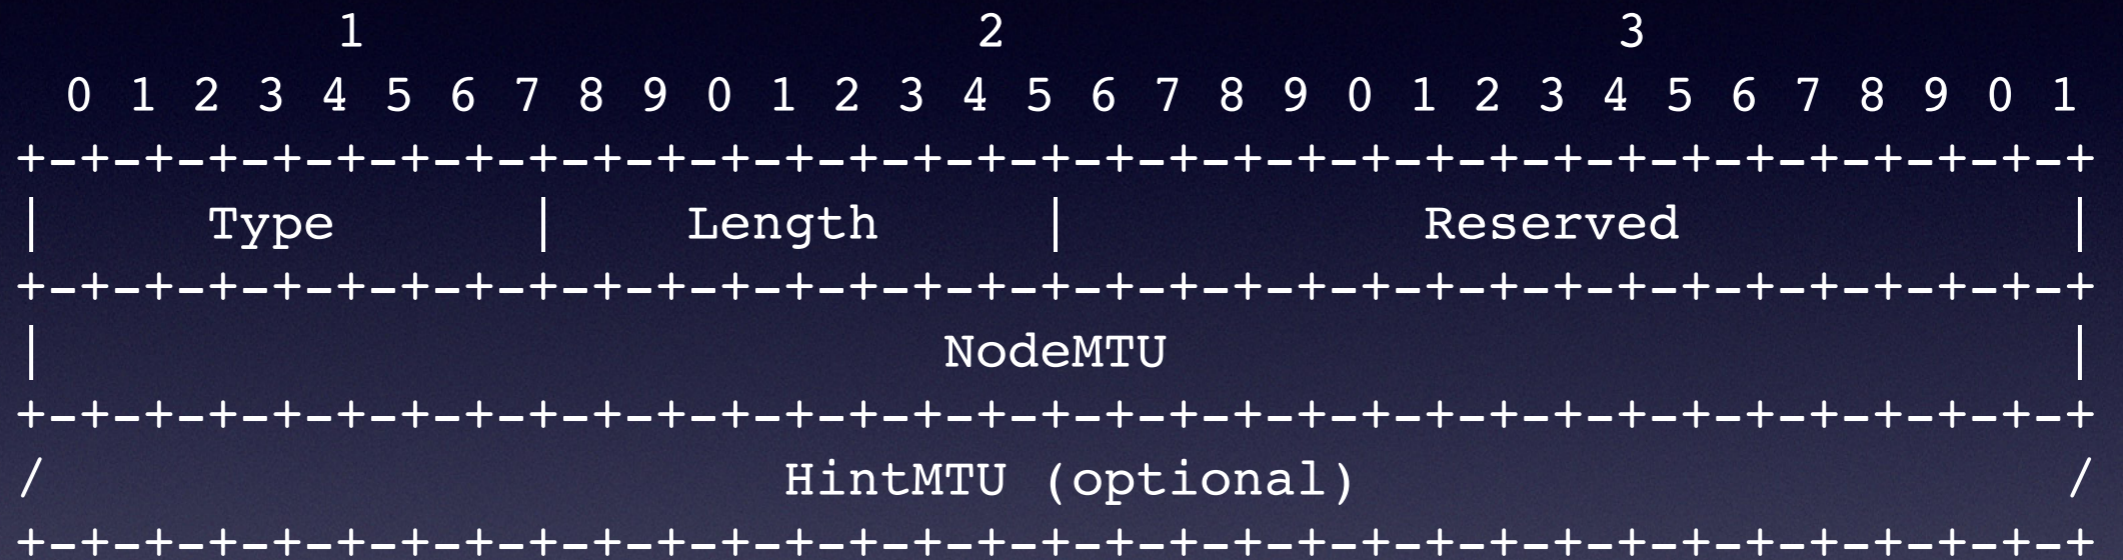 1                   2                   3
  0 1 2 3 4 5 6 7 8 9 0 1 2 3 4 5 6 7 8 9 0 1 2 3 4 5 6 7 8 9 0 1
+-+-+-+-+-+-+-+-+-+-+-+-+-+-+-+-+-+-+-+-+-+-+-+-+-+-+-+-+-+-+-+-+
|     Type      |    Length     |           Reserved            |
+-+-+-+-+-+-+-+-+-+-+-+-+-+-+-+-+-+-+-+-+-+-+-+-+-+-+-+-+-+-+-+-+
|                            NodeMTU                            |
+-+-+-+-+-+-+-+-+-+-+-+-+-+-+-+-+-+-+-+-+-+-+-+-+-+-+-+-+-+-+-+-+
/                       HintMTU (optional)                      /
+-+-+-+-+-+-+-+-+-+-+-+-+-+-+-+-+-+-+-+-+-+-+-+-+-+-+-+-+-+-+-+-+